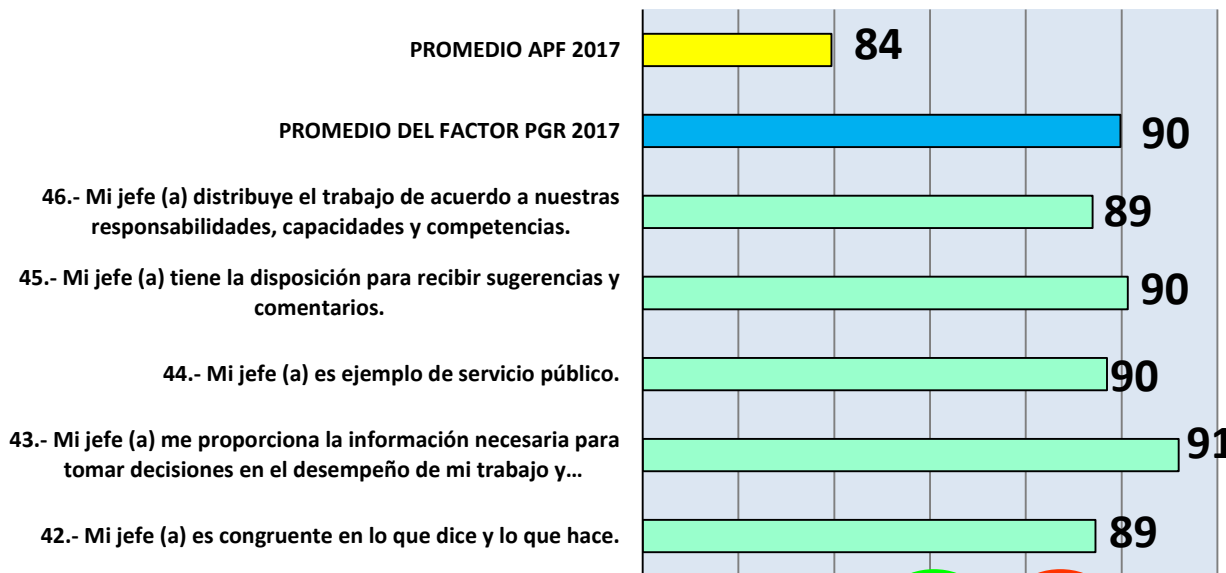 PROMEDIO APF 2017
84
PROMEDIO DEL FACTOR PGR 2017
90
46.- Mi jefe (a) distribuye el trabajo de acuerdo a nuestras
responsabilidades, capacidades y competencias.
89
45.- Mi jefe (a) tiene la disposición para recibir sugerencias y
comentarios.
90
44.- Mi jefe (a) es ejemplo de servicio público.
90
43.- Mi jefe (a) me proporciona la información necesaria para
tomar decisiones en el desempeño de mi trabajo y…
91
42.- Mi jefe (a) es congruente en lo que dice y lo que hace.
89